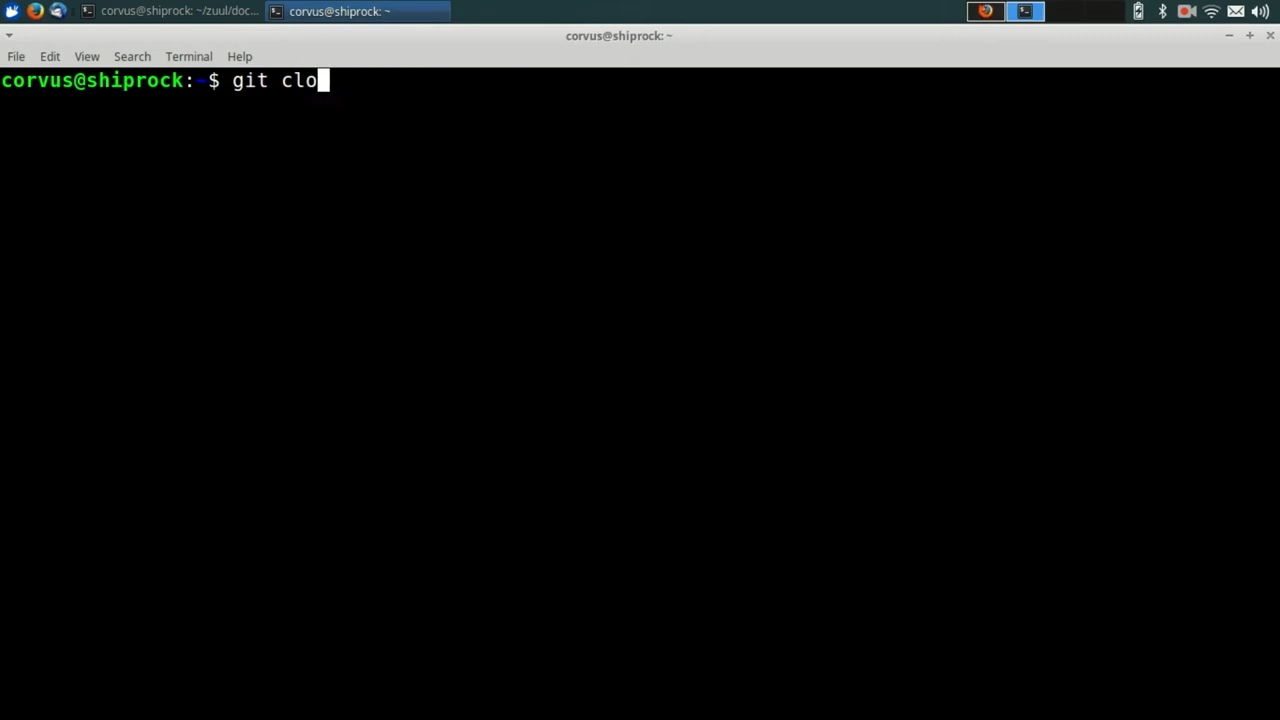 corvus@shiprock: ~/zuul/doc...
corvus@shiprock: ~
corvus@shiprock: ~
File Edit View Search Terminal Help
corvus@shiprock:~$ git clo